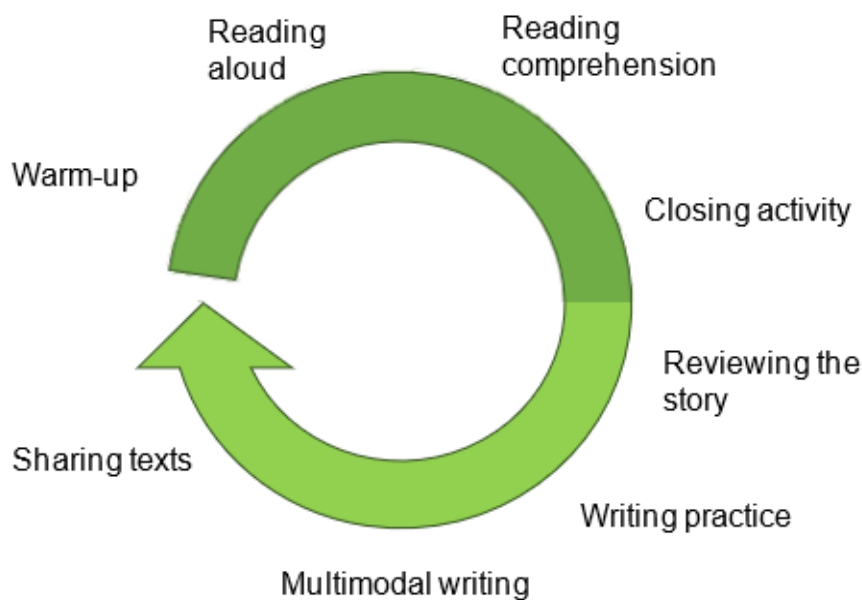 Warm-up
Reading
aloud
Reading
comprehension
Closing activity
Reviewing the
story
Writing practice
Multimodal writing
Sharing texts